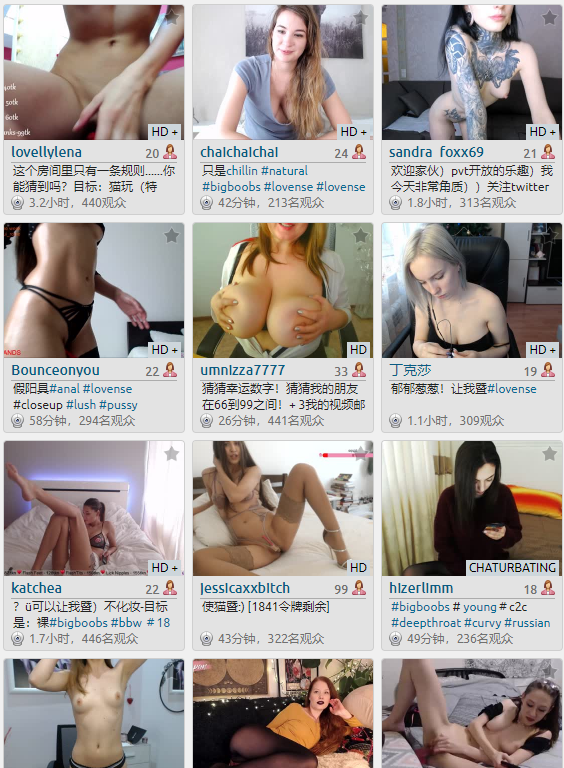 40tk
30tk
60tk
anks-99tk
HD +
HD +
HD +
lovellylena 20
chaichaichai 24
sandra_foxx69 21
这个房间里只有一条规则……你
能猜到吗？目标：猫玩（特
3.2小时，440观众
只是chillin #natural
#bigboobs #lovense #lovense
42分钟，213名观众
欢迎家伙）pvt开放的乐趣）我
今天非常角质））关注twitter
1.8小时，313名观众
ANDS
HD +
HD
HD +
Bounceonyou 22
umnizza7777 33
丁克莎 19
假阳具#anal #lovense
#closeup #lush #pussy
58分钟，294名观众
猜猜幸运数字！猜猜我的朋友
在66到99之间！+ 3我的视频邮
26分钟，441名观众
郁郁葱葱！让我暨#lovense
1.1小时，309观众
HD +
HD
CHATURBATING
katchea 22
jessicaxxbitch 99
hizerlimm 18
？ü可以让我暨）不化妆-目标
是：裸#bigboobs #bbw ＃18
1.7小时，446名观众
使猫暨:) [1841令牌剩余]
43分钟，322名观众
#bigboobs # young # c2c
#deepthroat #curvy #russian
49分钟，236名观众